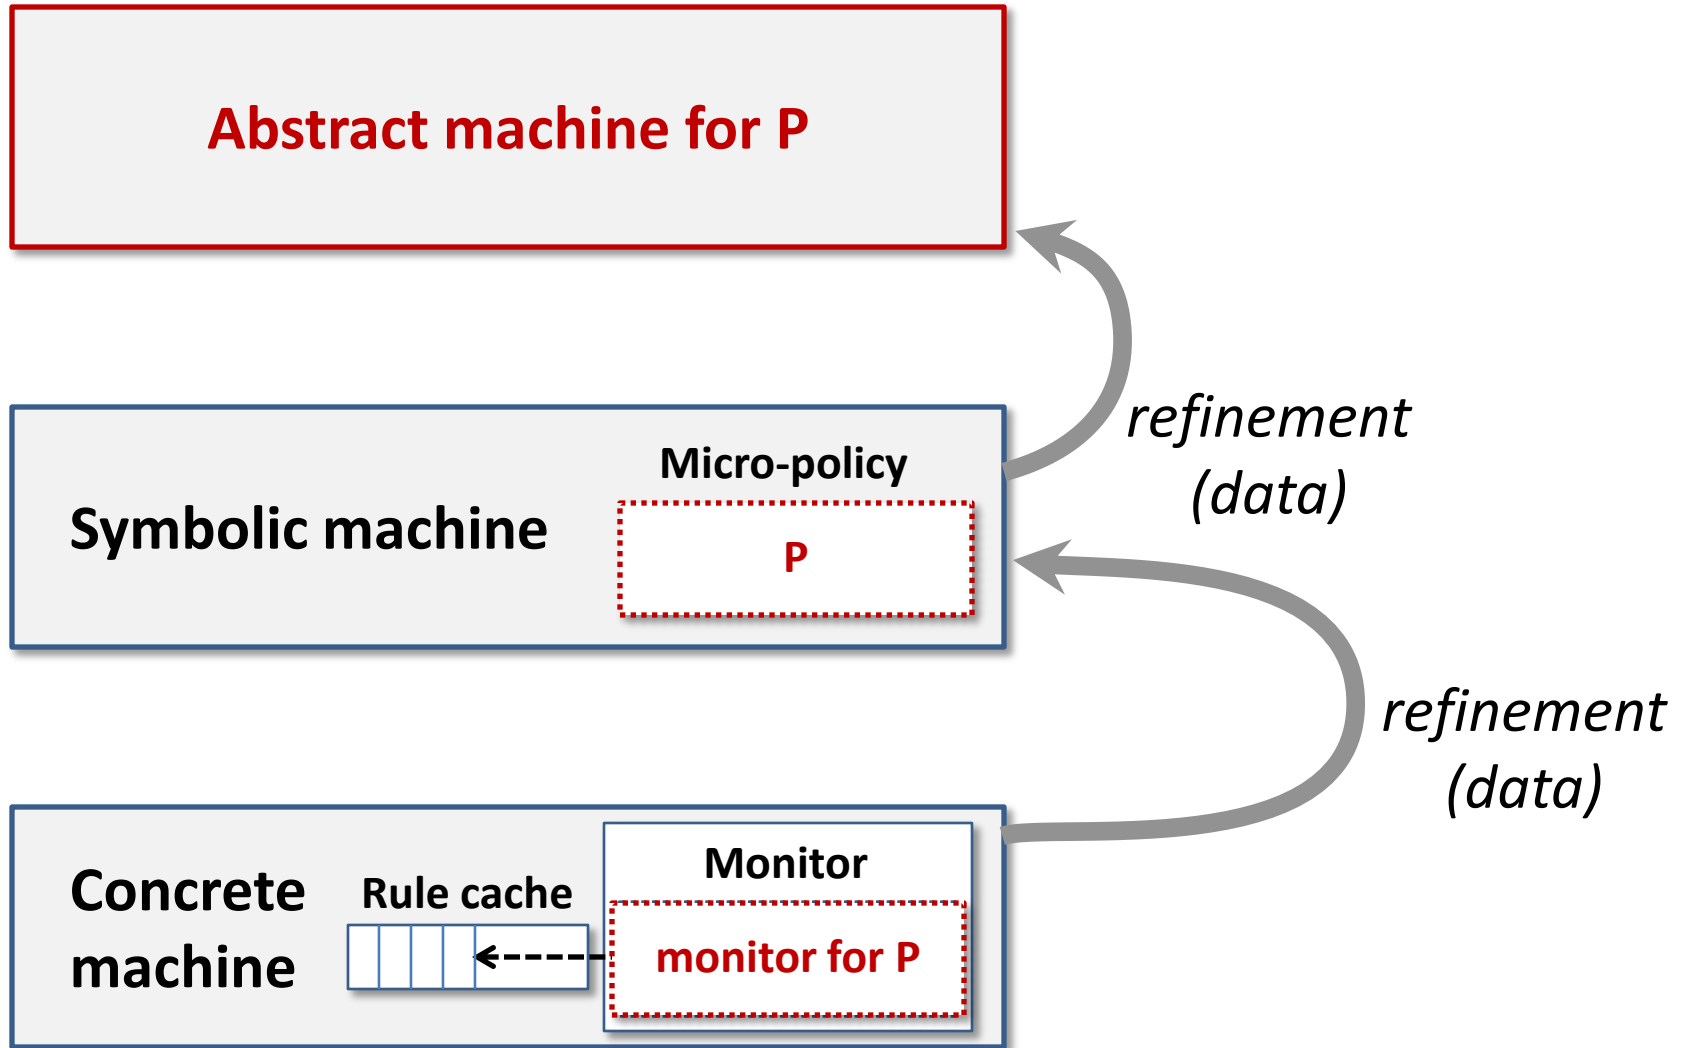 Abstract machine for P
refinement
(data)
Micro-policy
Symbolic machine
P
refinement
(data)
Concrete
machine
Rule cache
Monitor
monitor for P